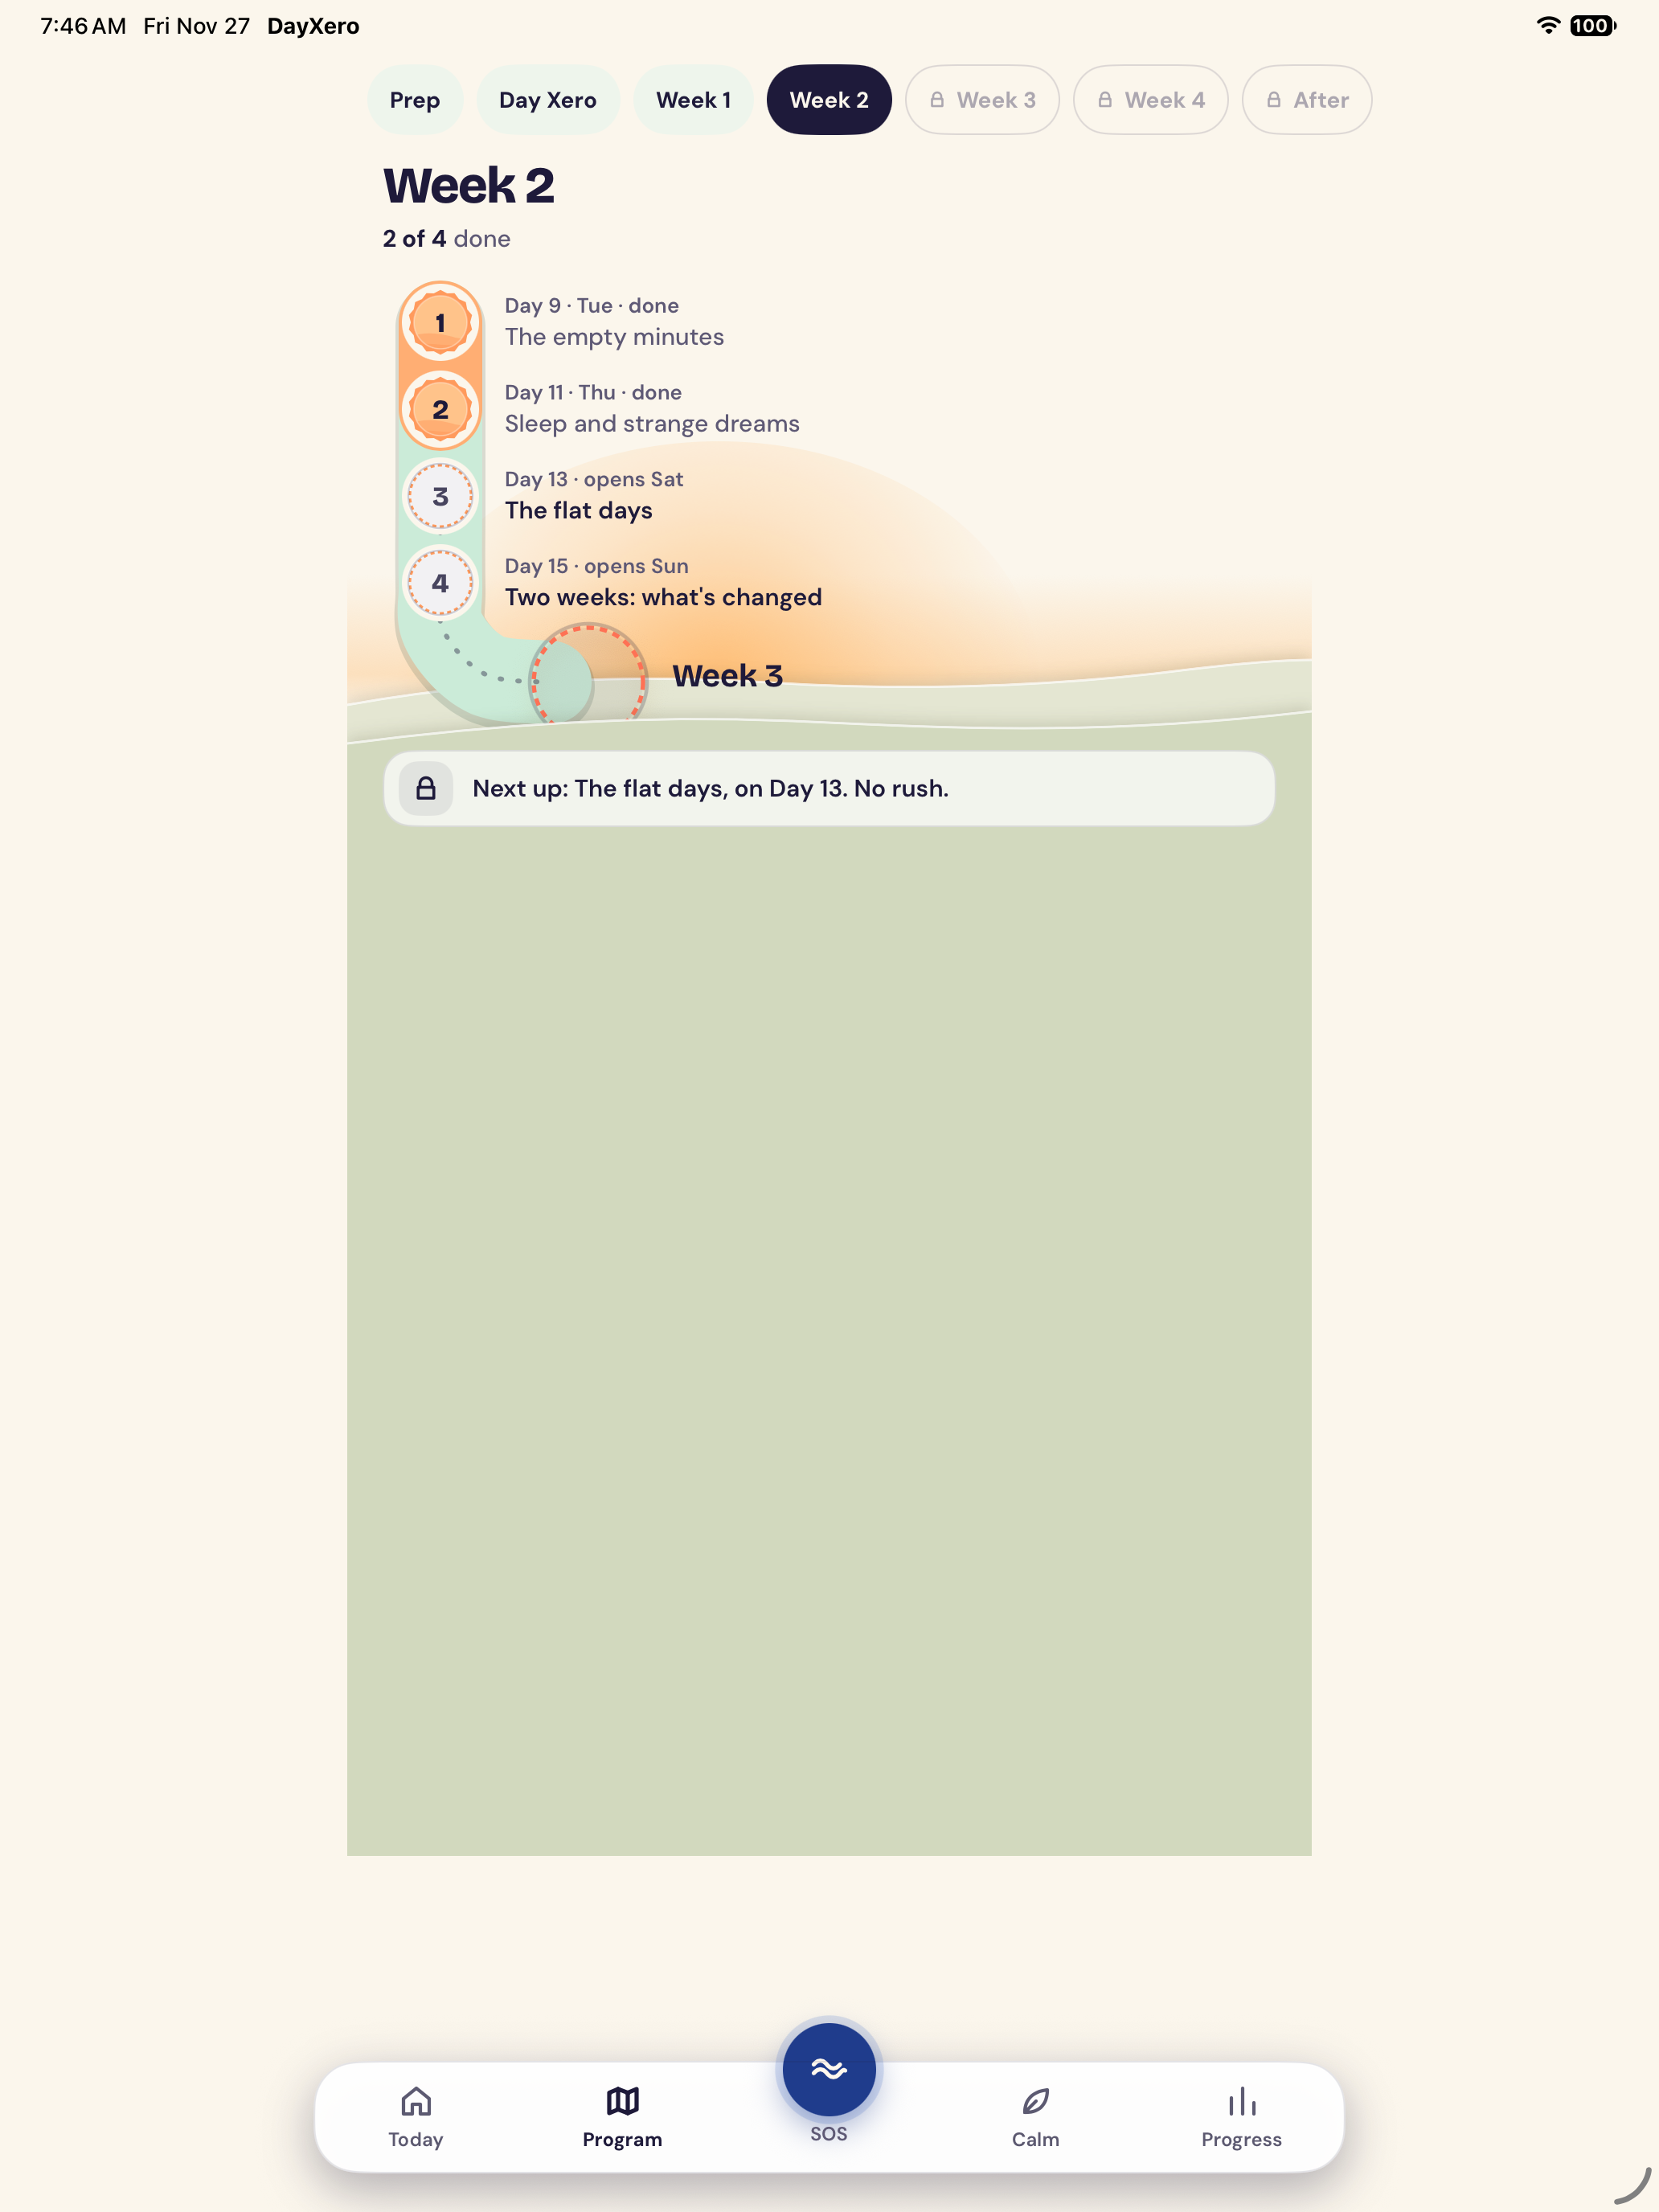 7:46 AM Fri Nov 27 DayXero
100
Prep
Day Xero
Week 1
Week 2
Week 3
Week 4
After
Week 2
2 of 4 done
1
Day 9 · Tue · done
The empty minutes
2
Day 11 · Thu · done
Sleep and strange dreams
3
Day 13 · opens Sat
The flat days
4
Day 15 · opens Sun
Two weeks: what's changed
Week 3
Next up: The flat days, on Day 13. No rush.
Today
Program
SOS
Calm
Progress